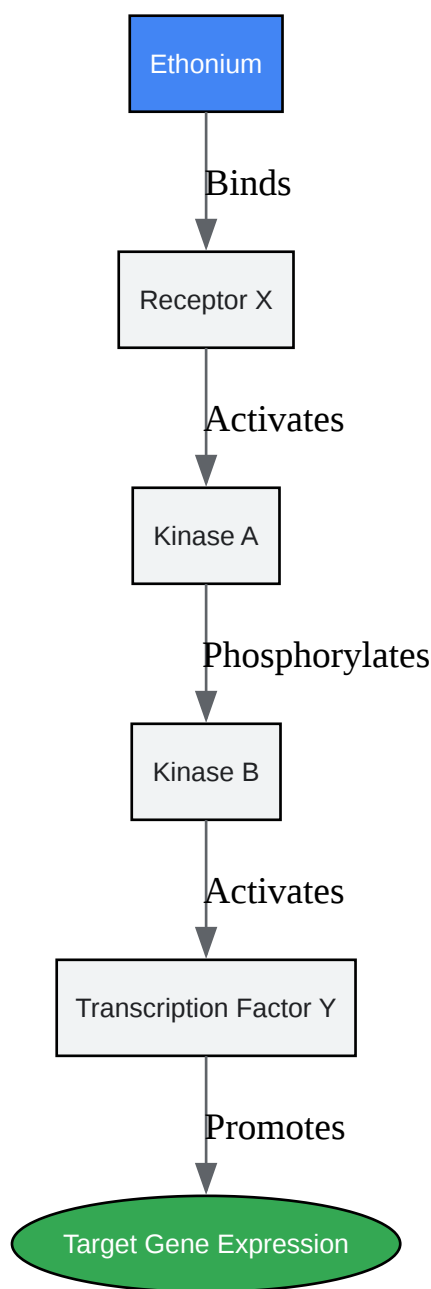 Ethonium
Binds
Receptor X
Activates
Kinase A
Phosphorylates
Kinase B
Activates
Transcription Factor Y
Promotes
Target Gene Expression